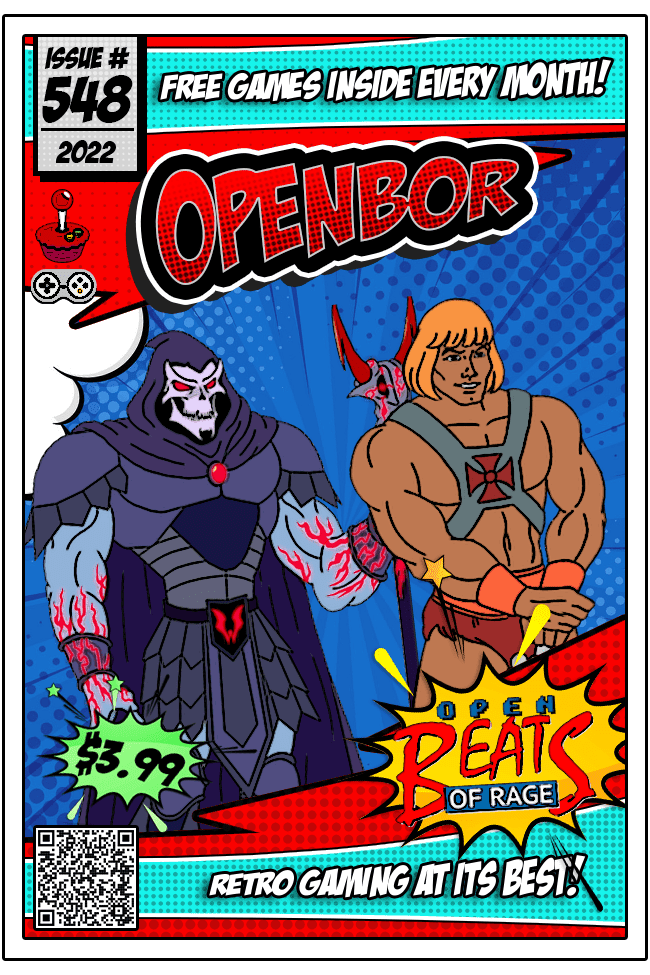 ISSUE #
548
2022
FREE GAMES INSIDE EVERY MONTH!
OPENBOR
$3.99
OPEN
BEATS
OF RAGE
RETRO GAMING AT ITS BEST!